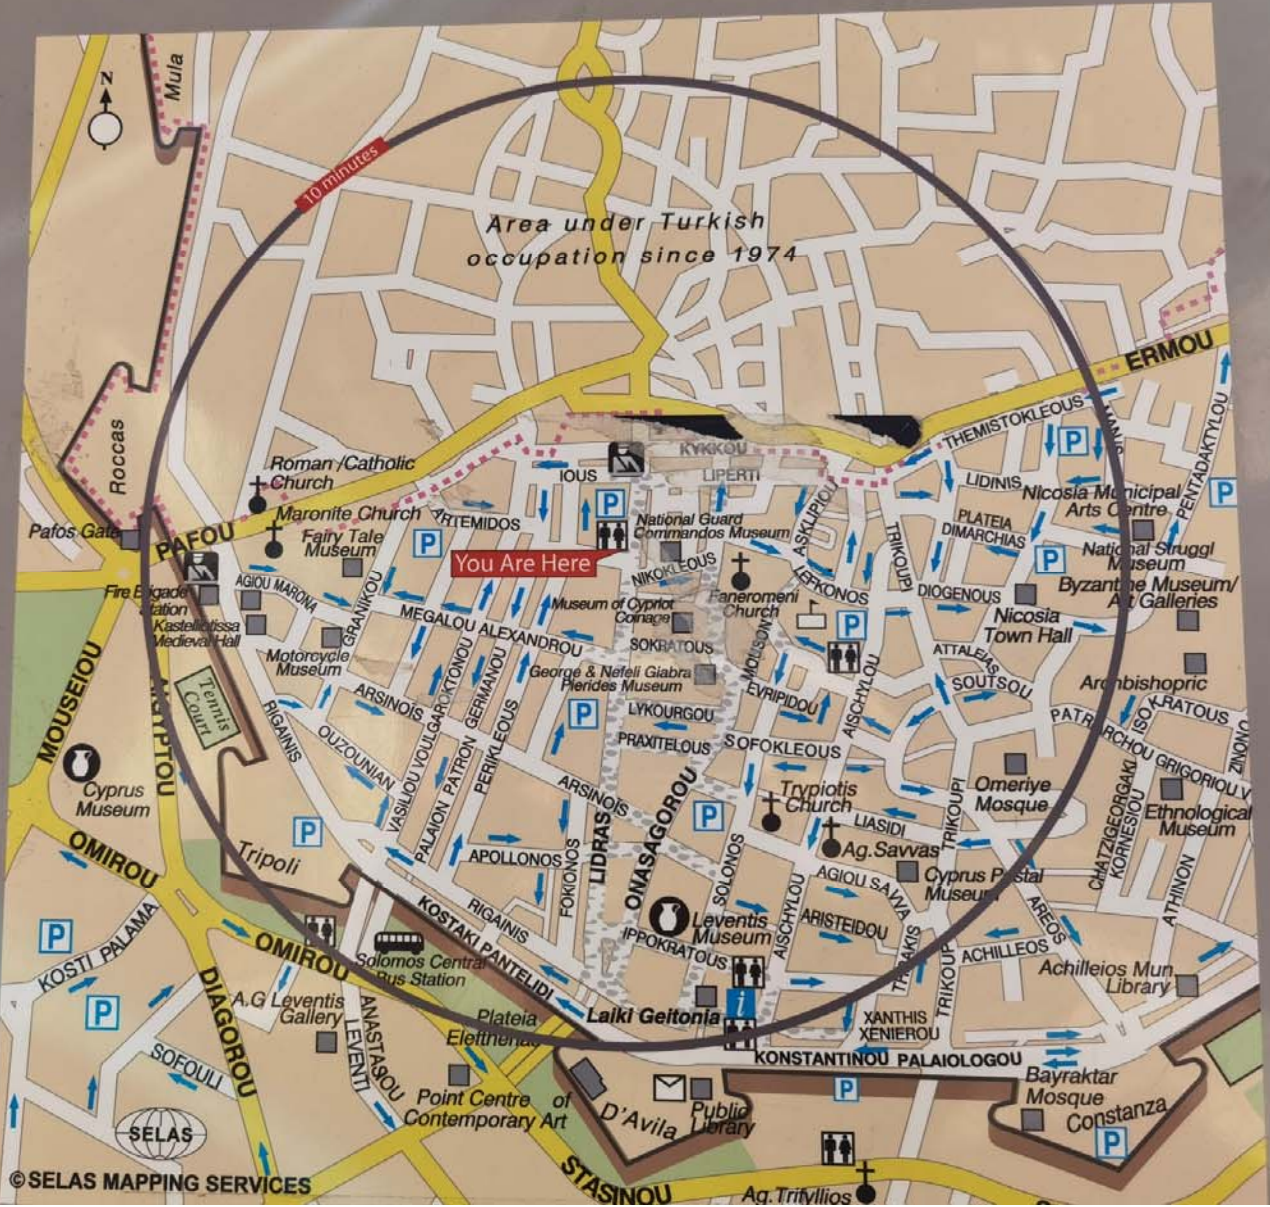 N
Mula
10 minutes
Area under Turkish
occupation since 1974
ERMOU
Roccas
Roman /Catholic
Church
Maronite Church
Fairy Tale
Museum
Pafos Gate
PAFOU
Fire Brigade
Station
Kastelliotissa
Medieval Hall
AGIOU MARONA
GRANIKOU
Motorcycle
Museum
ARTEMIDOS
IOUS
KYKKOU
LIPERTI
P
P
You Are Here
National Guard
Commandos Museum
NIKOKLEOUS
Museum of Cypriot
Coinage
Faneromeni
Church
SOKRATOUS
George & Nefeli Giabra
Pierides Museum
LYKOURGOU
PRAXITELOUS
MEGALOU ALEXANDROU
ASKLIPIOU
LEFKONOS
TRIKOUPI
THEMISTOKLEOUS
P
LIDINIS
PLATEIA
DIMARCHIAS
P
DIOGENOUS
Nicosia Municipal
Arts Centre
PENTADAKTYLOU
P
National Struggl
Museum
Byzantine Museum/
Art Galleries
Nicosia
Town Hall
ATTALEIAS
SOUTSOU
Archbishopric
ISOKRATOUS
PATRIARCHOU GRIGORIOU V
Ethnological
Museum
CHATZIGEORGAKI
KORNESIOU
ATHINON
Omeriye
Mosque
P
MOUSON
EVRIPIDOU
AISCHYLOU
SOFOKLEOUS
Trypiotis
Church
LIASIDI
Ag.Savvas
TRIKOUPI
AGIOU SAVVA
Cyprus Postal
Museum
ARISTEIDOU
AISCHYLOU
THRAKIS
TRIKOUPI
ACHILLEOS
AREOS
Achilleios Mun.
Library
XANTHIS
XENIEROU
KONSTANTINOU PALAIOLOGOU
MOUSEIOU
AIGYPTOU
Tennis
Court
Cyprus
Museum
RIGAINIS
ARSINOIS
OUZOUNIAN
VASILIOU VOULGAROKTONOU
PALAION PATRON GERMANOU
PERIKLEOUS
P
ARSINOIS
P
Tripoli
APOLLONOS
FOKIONOS
LIDRAS
ONASAGOROU
P
SOLONOS
Leventis
Museum
IPPOKRATOUS
i
Laiki Geitonia
RIGAINIS
KOSTAKI PANTELIDI
OMIROU
OMIROU
Solomos Central
Bus Station
P
KOSTI PALAMA
P
DIAGOROU
A.G Leventis
Gallery
ANASTASIOU
LEVENTI
Plateia
Eleftherias
SOFOULI
SELAS
Point Centre of
Contemporary Art
D'Avila
Public
Library
P
Bayraktar
Mosque
Constanza
P
STASINOU
Ag.Trifyllios
©SELAS MAPPING SERVICES